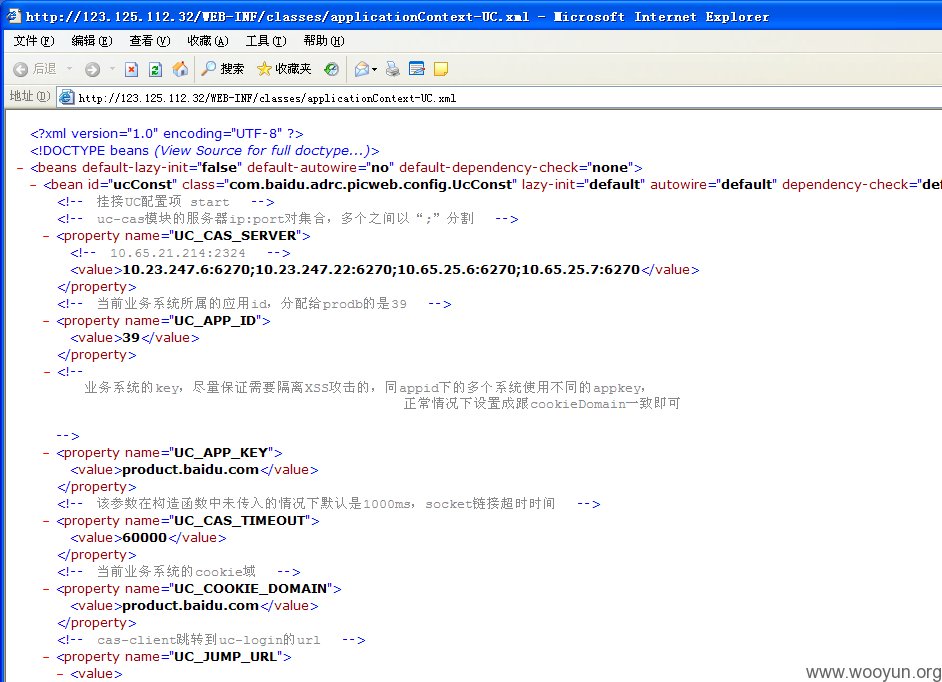 http://123.125.112.32/WEB-INF/classes/applicationContext-UC.xml - Microsoft Internet Explorer
文件(F) 编辑(E) 查看(V) 收藏(A) 工具(T) 帮助(H)
后退 搜索 收藏夹
地址(D) http://123.125.112.32/WEB-INF/classes/applicationContext-UC.xml
<?xml version="1.0" encoding="UTF-8" ?>
<!DOCTYPE beans (View Source for full doctype...)>
- <beans default-lazy-init="false" default-autowire="no" default-dependency-check="none">
- <bean id="ucConst" class="com.baidu.adrc.picweb.config.UcConst" lazy-init="default" autowire="default" dependency-check="def
<!-- 挂接UC配置项 start -->
<!-- uc-cas模块的服务器ip:port对集合，多个之间以“;”分割 -->
- <property name="UC_CAS_SERVER">
<!-- 10.65.21.214:2324 -->
<value>10.23.247.6:6270;10.23.247.22:6270;10.65.25.6:6270;10.65.25.7:6270</value>
</property>
<!-- 当前业务系统所属的应用id，分配给prodb的是39 -->
- <property name="UC_APP_ID">
<value>39</value>
</property>
- <!--
业务系统的key，尽量保证需要隔离XSS攻击的，同appid下的多个系统使用不同的appkey，
正常情况下设置成跟cookieDomain一致即可
-->
- <property name="UC_APP_KEY">
<value>product.baidu.com</value>
</property>
<!-- 该参数在构造函数中未传入的情况下默认是1000ms，socket链接超时时间 -->
- <property name="UC_CAS_TIMEOUT">
<value>60000</value>
</property>
<!-- 当前业务系统的cookie域 -->
- <property name="UC_COOKIE_DOMAIN">
<value>product.baidu.com</value>
</property>
<!-- cas-client跳转到uc-login的url -->
- <property name="UC_JUMP_URL">
- <value>
www.wooyun.org